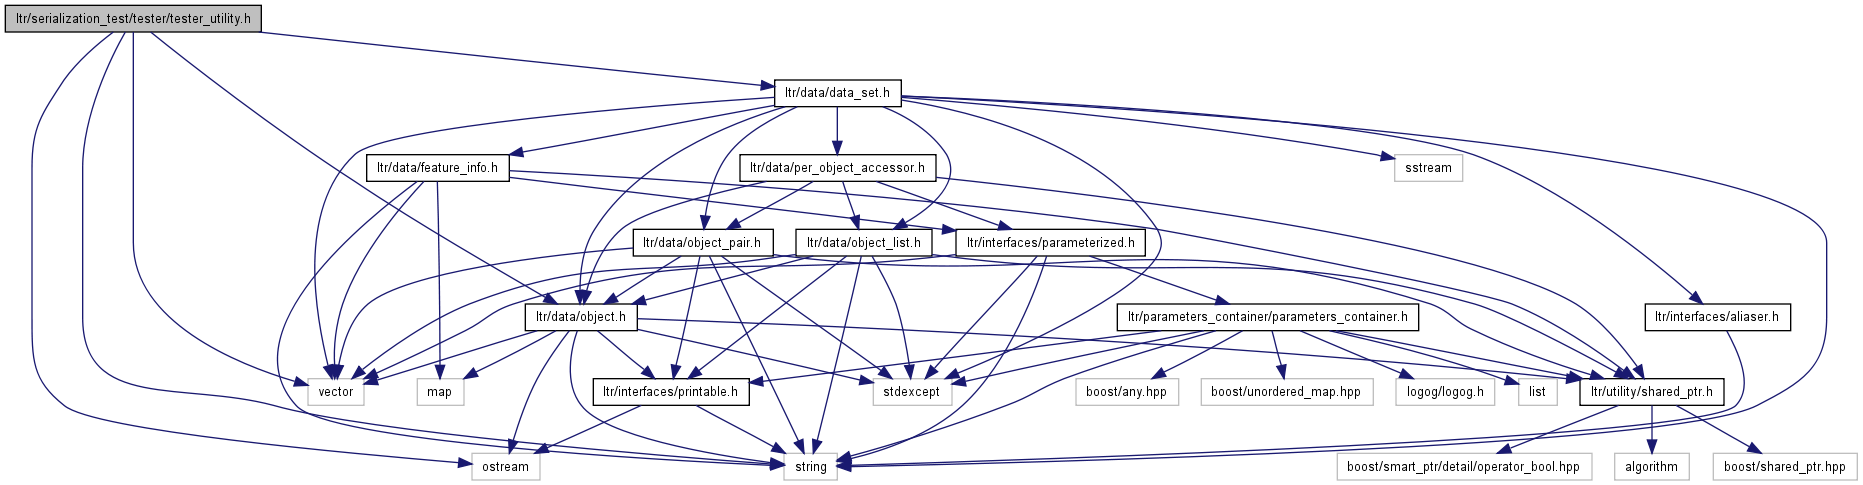 ltr/serialization_test/tester/tester_utility.h
ltr/data/data_set.h
ltr/data/feature_info.h
ltr/data/per_object_accessor.h
sstream
ltr/data/object_pair.h
ltr/data/object_list.h
ltr/interfaces/parameterized.h
ltr/data/object.h
ltr/parameters_container/parameters_container.h
ltr/interfaces/aliaser.h
vector
map
ltr/interfaces/printable.h
stdexcept
boost/any.hpp
boost/unordered_map.hpp
logog/logog.h
list
ltr/utility/shared_ptr.h
ostream
string
boost/smart_ptr/detail/operator_bool.hpp
algorithm
boost/shared_ptr.hpp